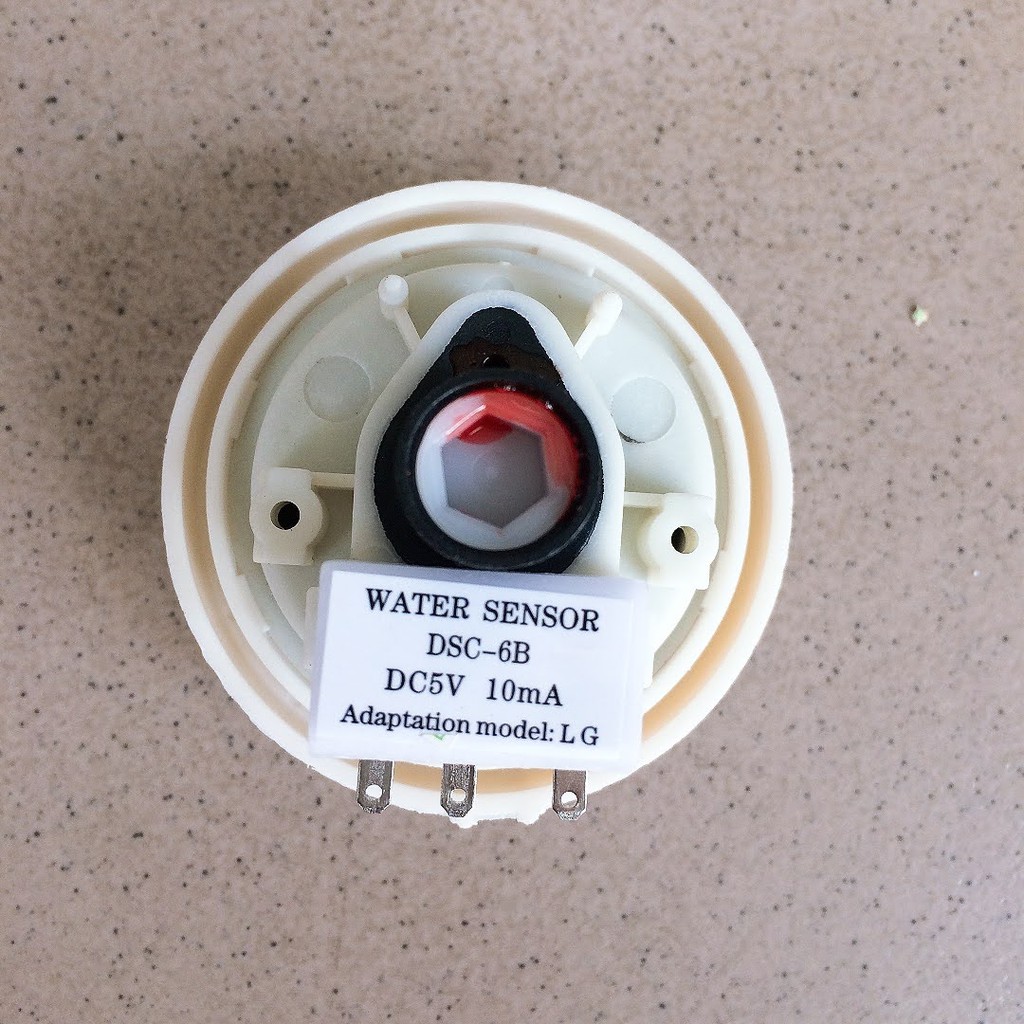 WATER SENSOR
DSC-6B
DC5V 10mA
Adaptation model: L G